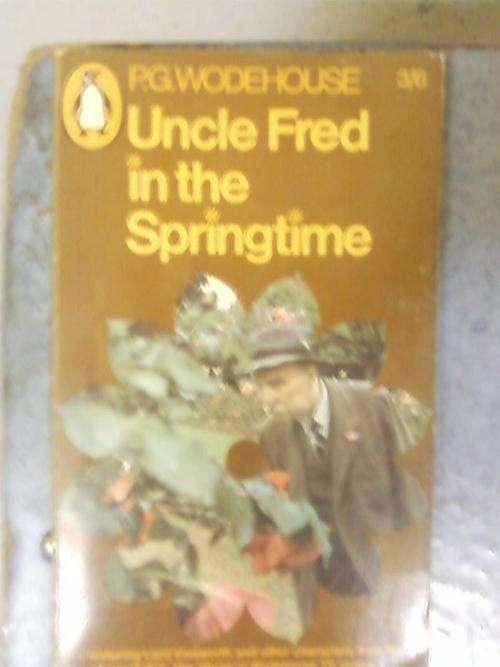 P.G. WODEHOUSE 3/6
Uncle Fred
in the
Springtime